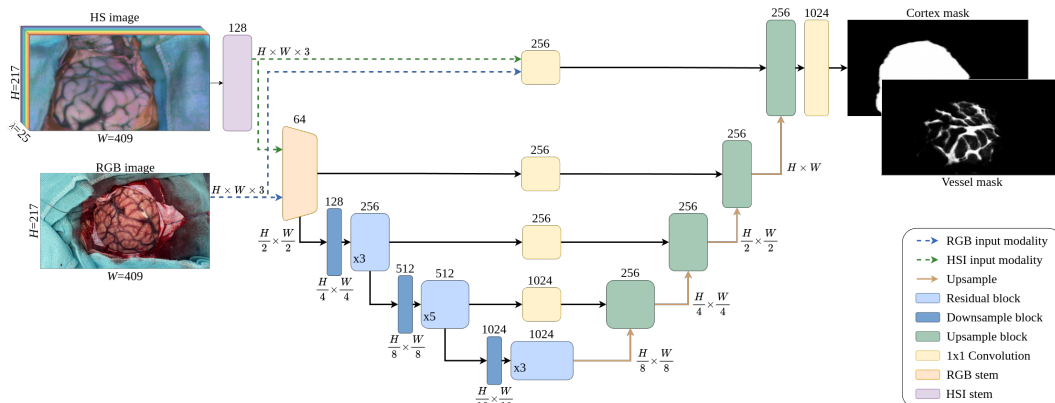 HS image
H=217
λ=25
W=409
128
H × W × 3
RGB image
H=217
W=409
H × W × 3
64
H/2 × W/2
128
256
x3
H/4 × W/4
512
512
x5
H/8 × W/8
1024
1024
x3
256
256
256
1024
256
256
256
256
1024
H/8 × W/8
H/4 × W/4
H/2 × W/2
H × W
Cortex mask
Vessel mask
RGB input modality
HSI input modality
Upsample
Residual block
Downsample block
Upsample block
1x1 Convolution
RGB stem
HSI stem